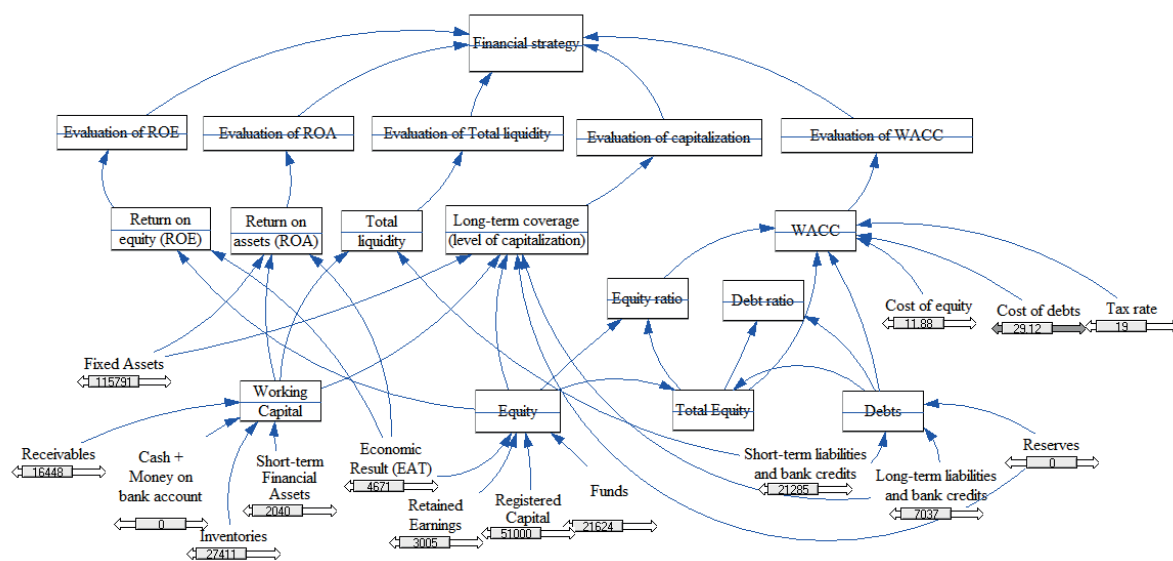 Financial strategy
Evaluation of ROE
Evaluation of ROA
Evaluation of Total liquidity
Evaluation of capitalization
Evaluation of WACC
Return on
equity (ROE)
Return on
assets (ROA)
Total
liquidity
Long-term coverage
(level of capitalization)
WACC
Equity ratio
Debt ratio
Cost of equity
11.88
Cost of debts
29.12
Tax rate
19
Fixed Assets
115791
Working
Capital
Equity
Total Equity
Debts
Receivables
16448
Cash +
Money on
bank account
0
Inventories
27411
Short-term
Financial
Assets
2040
Economic
Result (EAT)
4671
Retained
Earnings
3005
Registered
Capital
51000
Funds
21624
Short-term liabilities
and bank credits
21285
Long-term liabilities
and bank credits
7037
Reserves
0